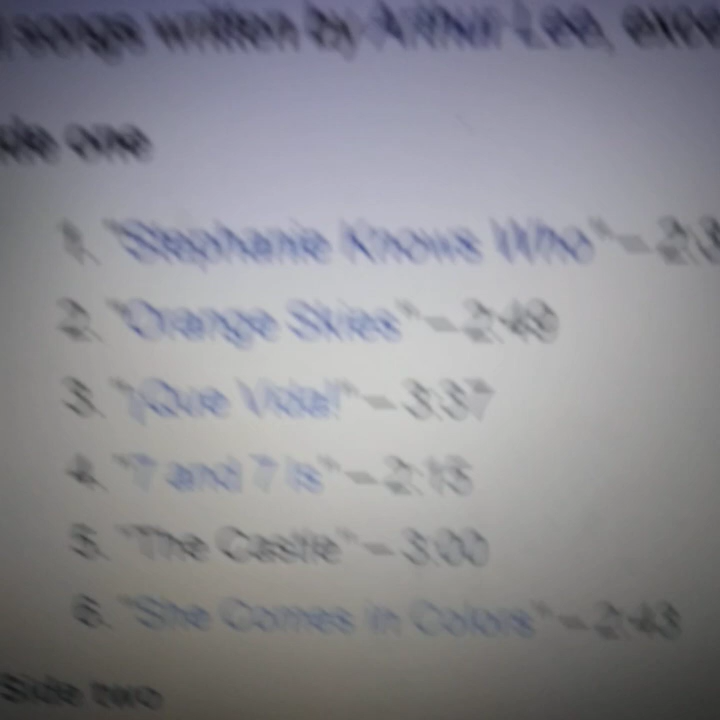 songs written by Arthur Lee,
one
1. "Stephanie Knows Who" –
2. "Orange Skies" – 2:49
3. "¡Que Vida!" – 3:37
4. "7 and 7 Is" – 2:15
5. "The Castle" – 3:00
6. "She Comes in Colors" – 2:43
Side two